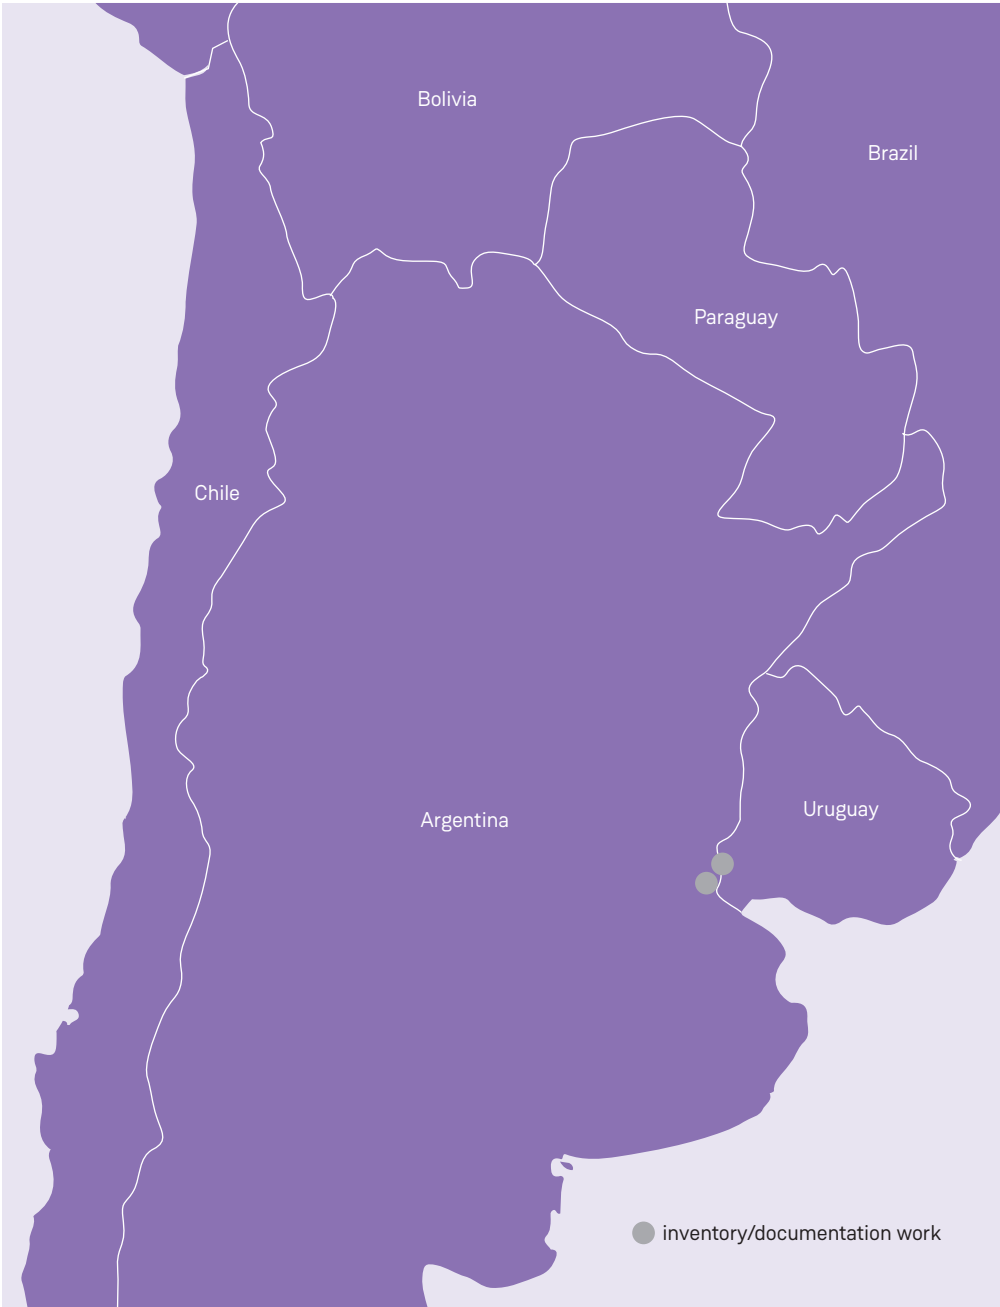 Bolivia
Brazil
Paraguay
Chile
Argentina
Uruguay
inventory/documentation work